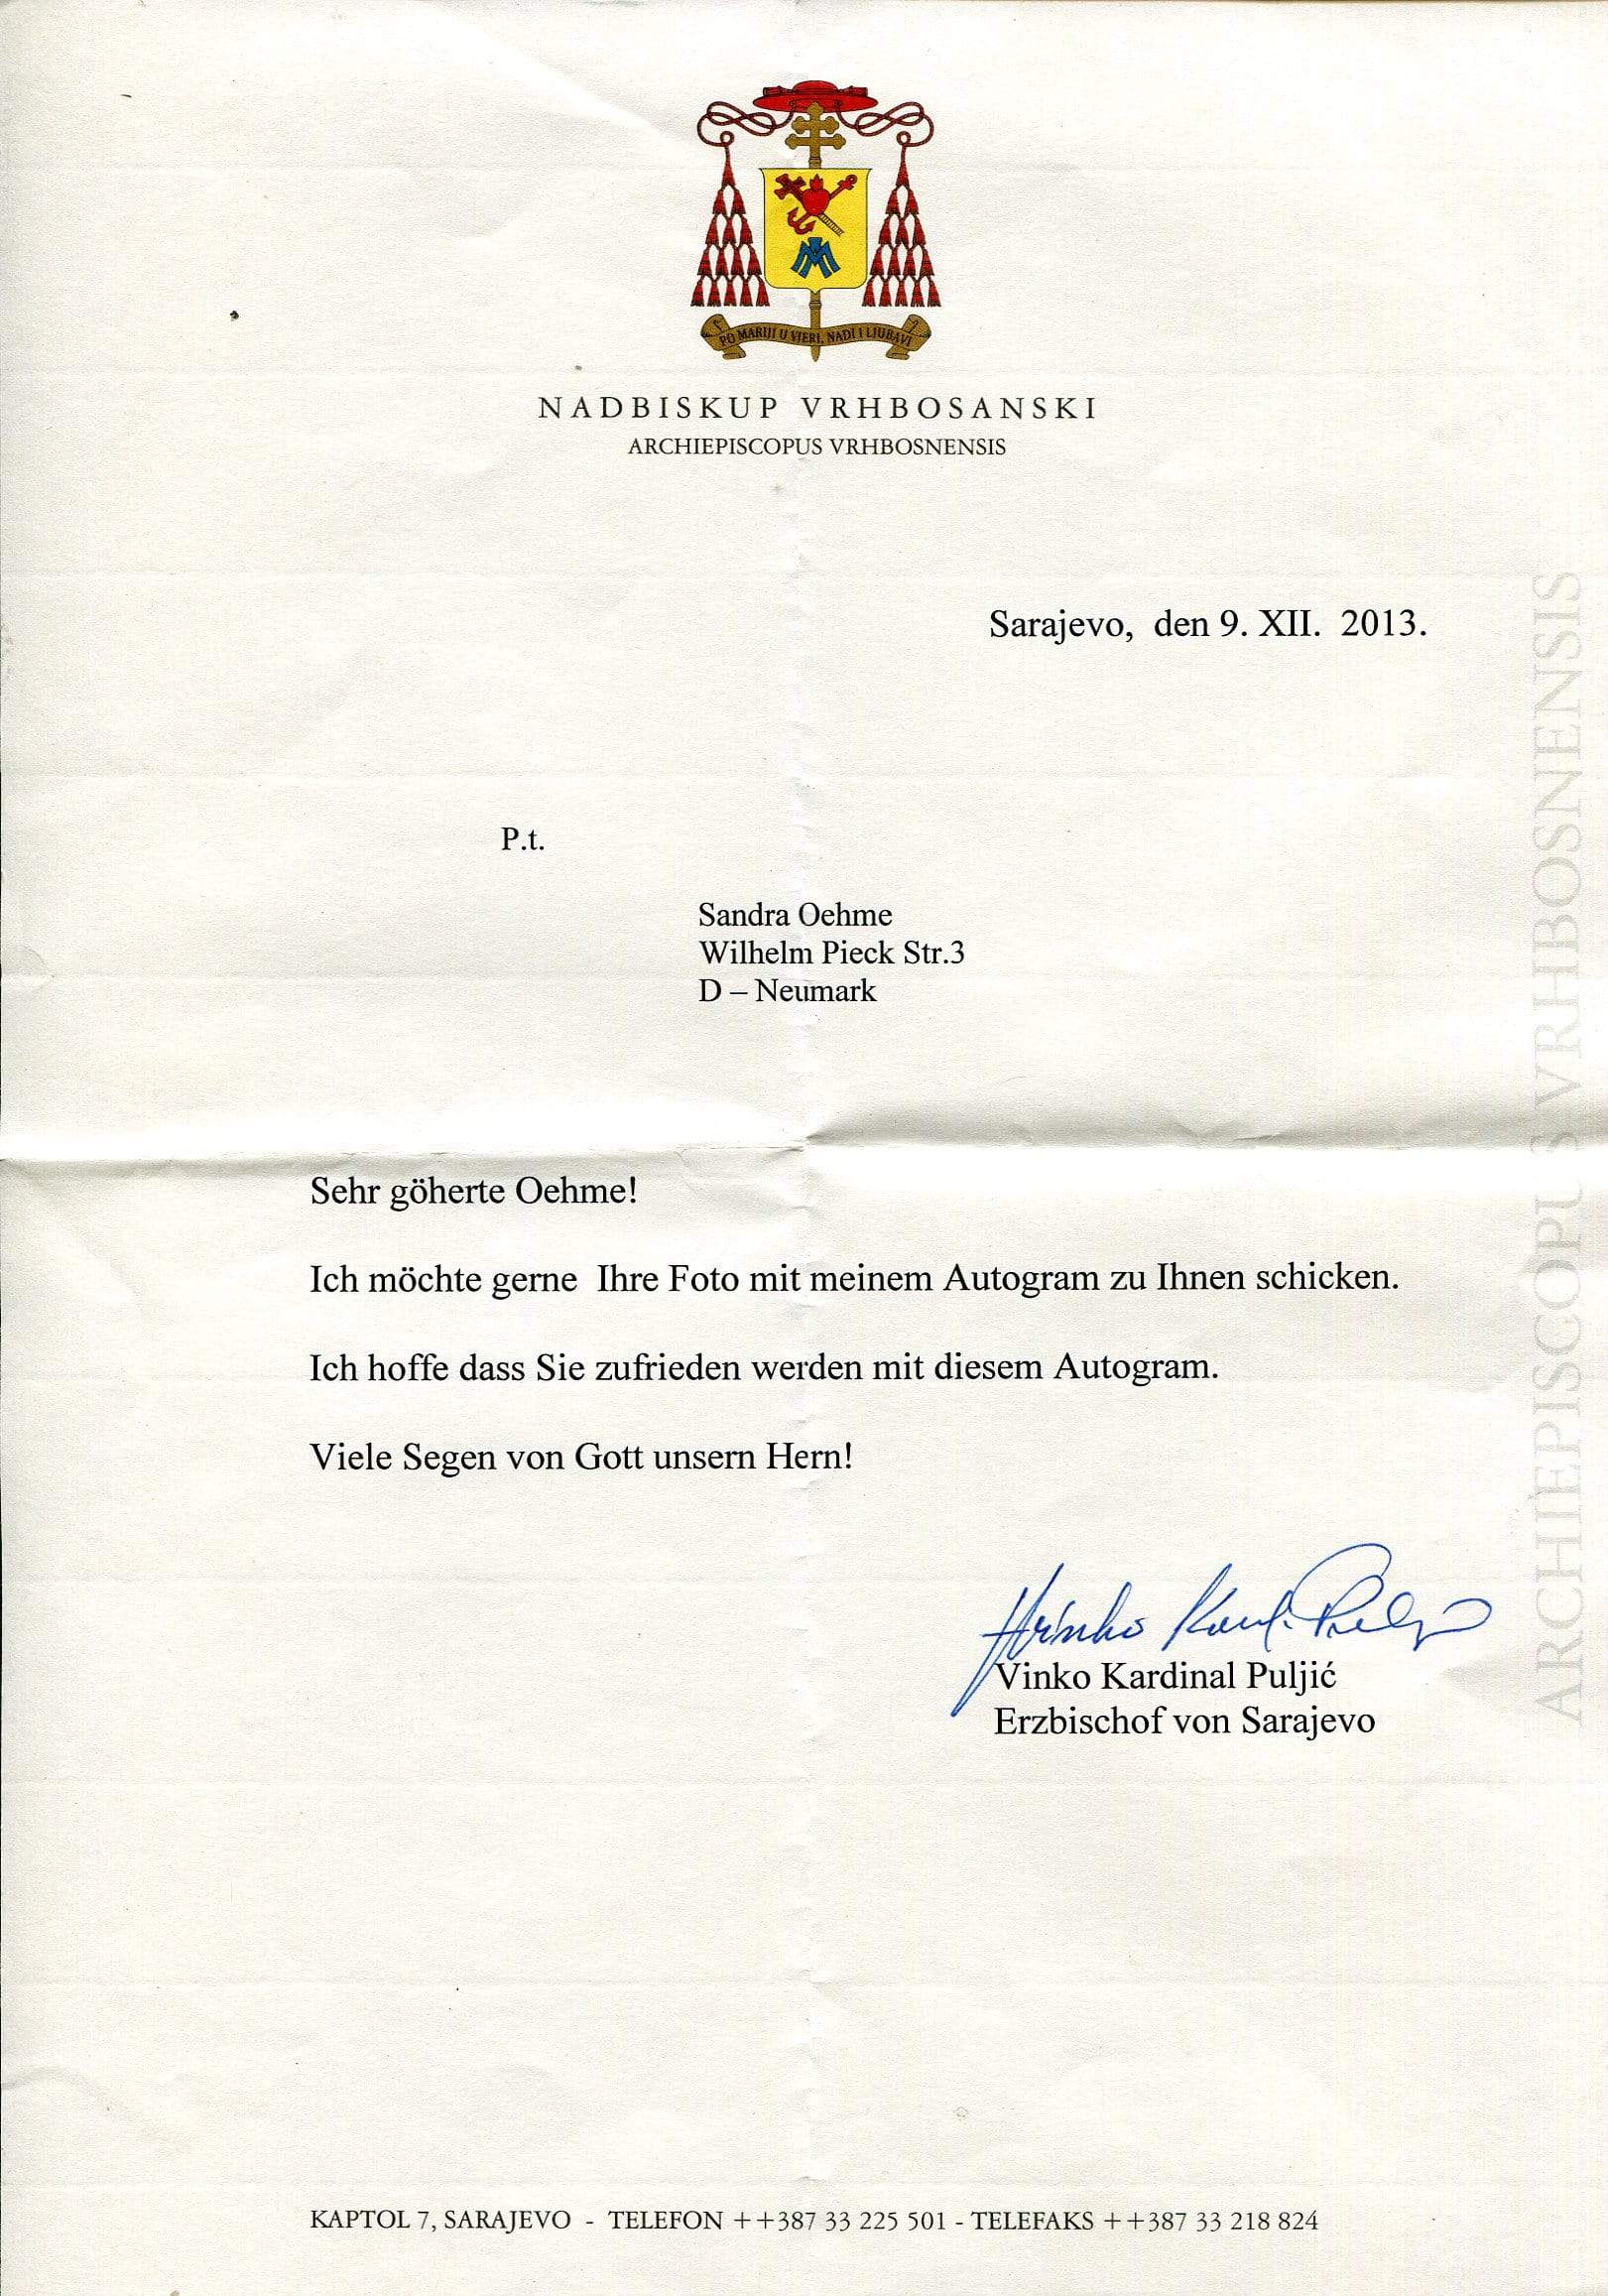 PO MARIJI U VJERI, NADI I LJUBAVI
NADBISKUP VRHBOSANSKI
ARCHIEPISCOPUS VRHBOSNENSIS
Sarajevo, den 9. XII. 2013.
P.t.
Sandra Oehme
Wilhelm Pieck Str.3
D – Neumark
Sehr göherte Oehme!
Ich möchte gerne Ihre Foto mit meinem Autogram zu Ihnen schicken.
Ich hoffe dass Sie zufrieden werden mit diesem Autogram.
Viele Segen von Gott unsern Hern!
Vinko Kard. Puljić
Vinko Kardinal Puljić
Erzbischof von Sarajevo
ARCHIEPISCOPUS VRHBOSNENSIS
KAPTOL 7, SARAJEVO - TELEFON ++387 33 225 501 - TELEFAKS ++387 33 218 824